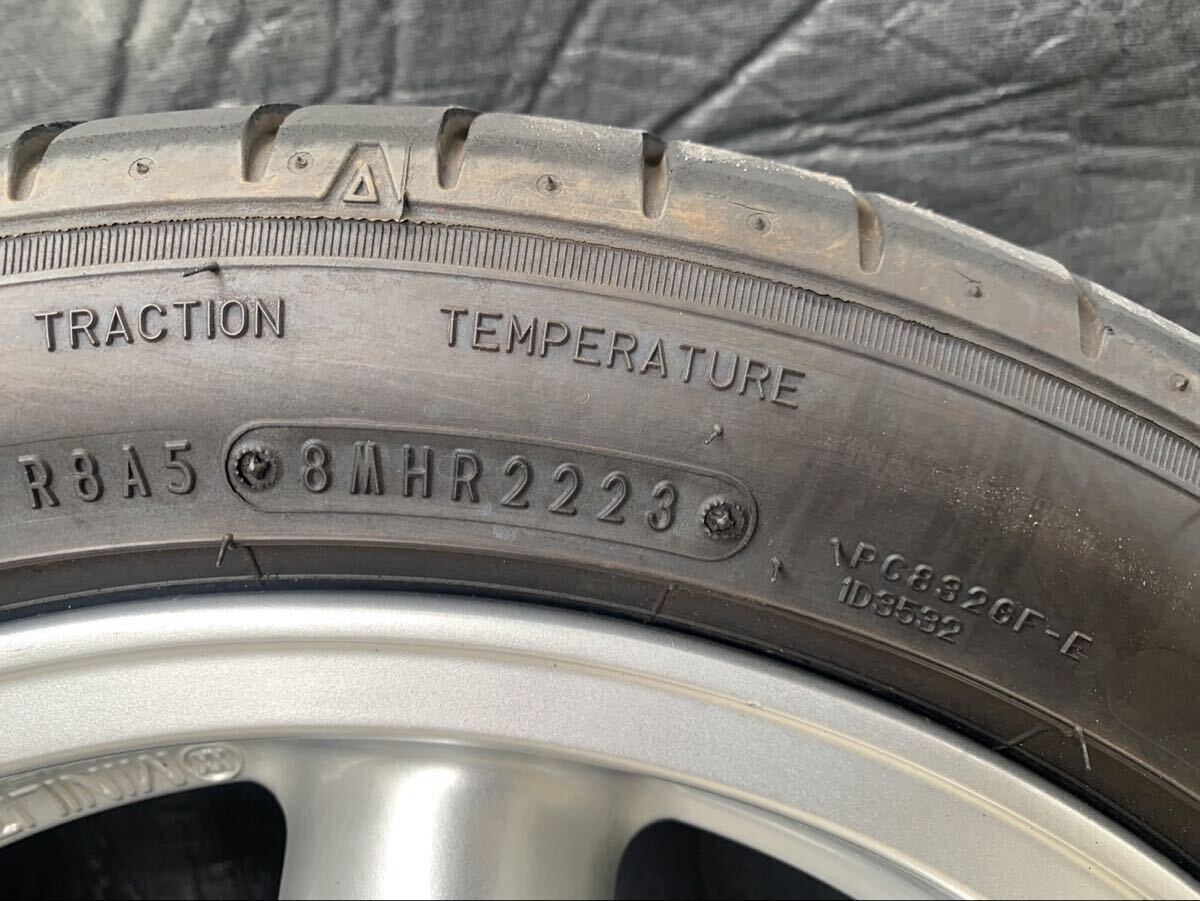 TRACTION TEMPERATURE
R8A5 8MHR2223
PC8326F-E
1D3532